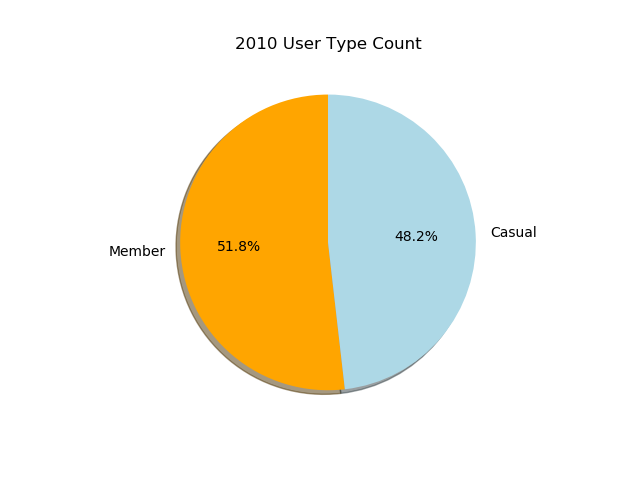 2010 User Type Count
Member
51.8%
48.2%
Casual